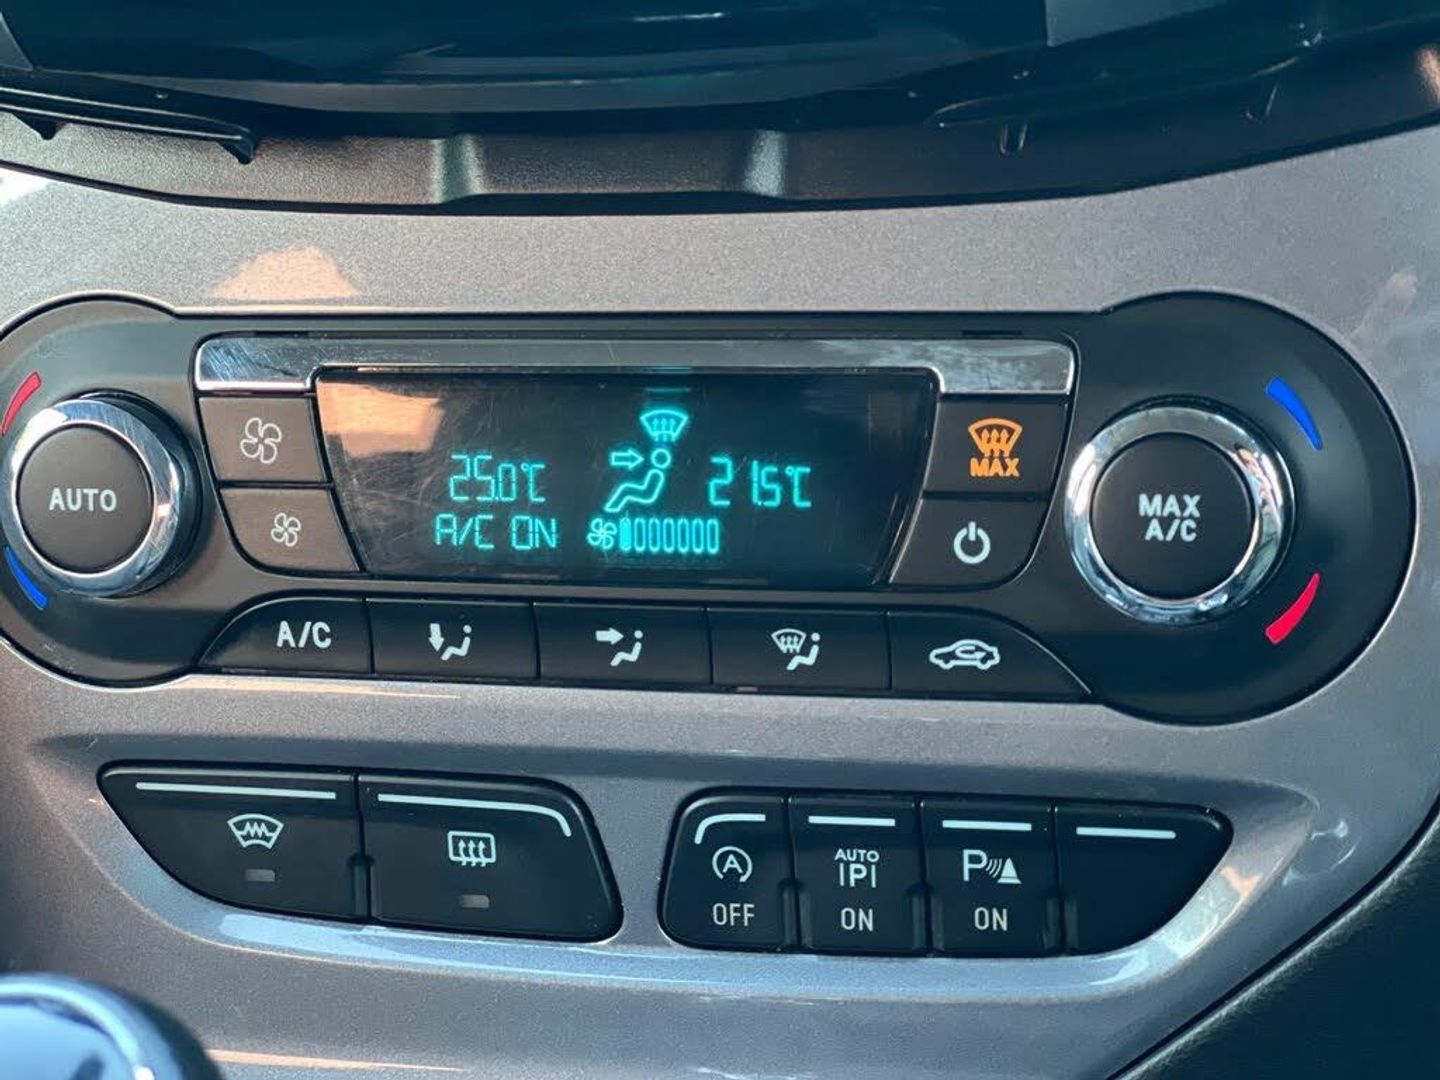 AUTO
25.0°C
21.5°C
A/C ON
MAX
MAX
A/C
A/C
OFF
AUTO
P
ON
P
ON